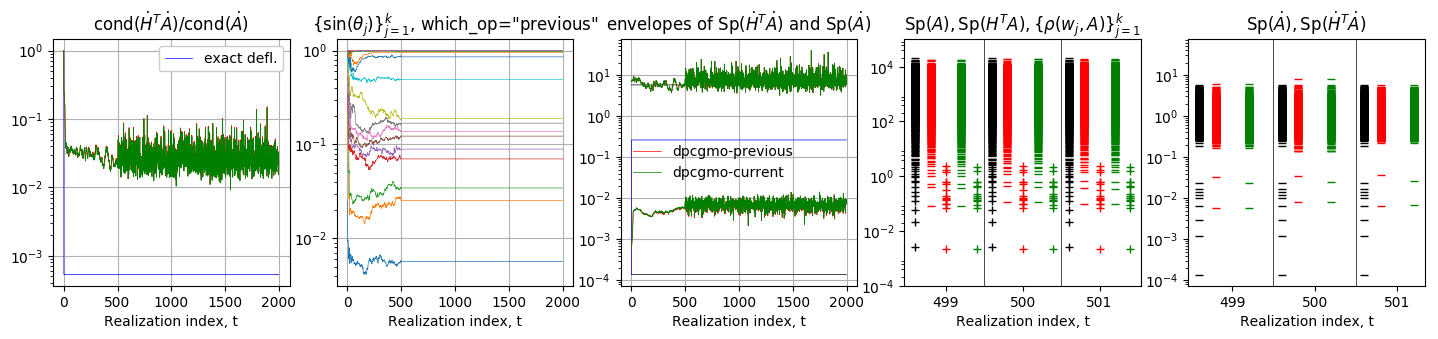 cond(Ḣ^TȦ)/cond(Ȧ)
10^0
10^−1
10^−2
10^−3
exact defl.
0 500 1000 1500 2000
Realization index, t
{sin(θ_j)}_{j=1}^k, which_op="previous"
10^0
10^−1
10^−2
0 500 1000 1500 2000
Realization index, t
envelopes of Sp(Ḣ^TȦ) and Sp(Ȧ)
10^1
10^0
10^−1
10^−2
10^−3
10^−4
dpcgmo-previous
dpcgmo-current
0 500 1000 1500 2000
Realization index, t
Sp(A), Sp(H^TA), {ρ(w_j, A)}_{j=1}^k
10^4
10^2
10^0
10^−2
10^−4
499 500 501
Realization index, t
Sp(Ȧ), Sp(Ḣ^TȦ)
10^1
10^0
10^−1
10^−2
10^−3
10^−4
499 500 501
Realization index, t